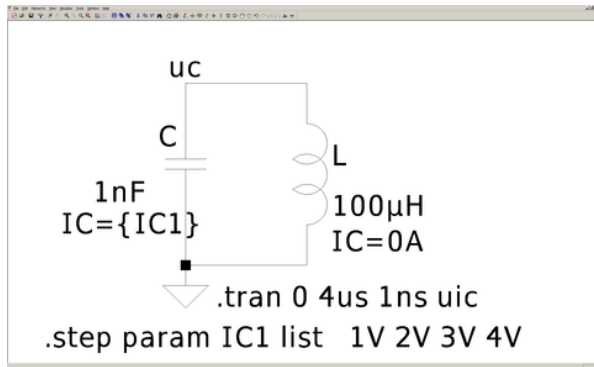 uc
C
L
1nF
IC={IC1}
100µH
IC=0A
.tran 0 4us 1ns uic
.step param IC1 list 1V 2V 3V 4V